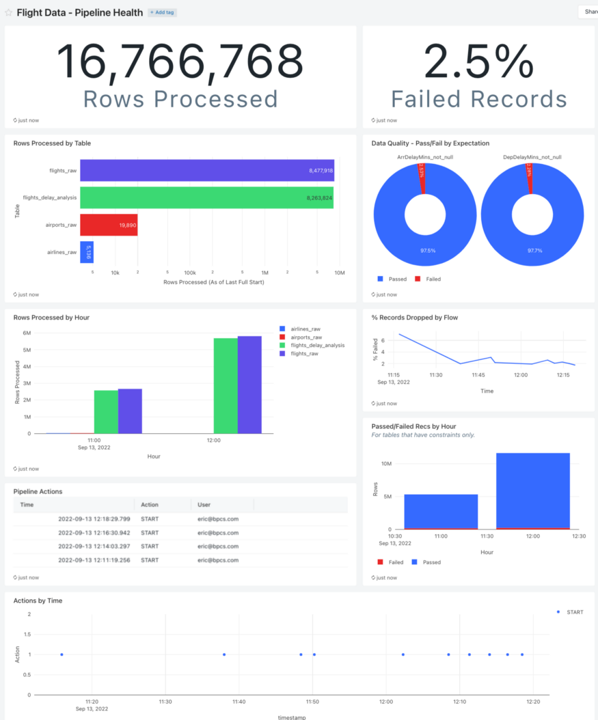 Flight Data - Pipeline Health
+ Add tag
Share
16,766,768
Rows Processed
just now
2.5%
Failed Records
just now
Rows Processed by Table
Table
flights_raw
flights_delay_analysis
airports_raw
airlines_raw
8,477,918
19,890
5 10k 2 5 100k 2 5 1M 2 5 10M
Rows Processed (As of Last Full Start)
just now
Data Quality - Pass/Fail by Expectation
ArrDelayMins_not_null
DepDelayMins_not_null
97.5%
97.7%
Passed
Failed
just now
Rows Processed by Hour
Rows Processed
6M
5M
4M
3M
2M
1M
0
11:00
Sep 13, 2022
12:00
Hour
airlines_raw
airports_raw
flights_delay_analysis
flights_raw
just now
% Records Dropped by Flow
% Failed
6
4
2
11:15 11:30 11:45 12:00 12:15
Sep 13, 2022
Time
just now
Passed/Failed Recs by Hour
For tables that have constraints only.
Rows
10M
5M
0
10:30 11:00 11:30 12:00 12:30
Sep 13, 2022
Hour
Failed
Passed
just now
Pipeline Actions
Time Action User
2022-09-13 12:18:29.799 START eric@bpcs.com
2022-09-13 12:16:30.942 START eric@bpcs.com
2022-09-13 12:14:03.297 START eric@bpcs.com
2022-09-13 12:11:19.256 START eric@bpcs.com
just now
Actions by Time
Action
2
1.5
1
0.5
0
11:20 11:30 11:40 11:50 12:00 12:10 12:20
Sep 13, 2022
timestamp
START